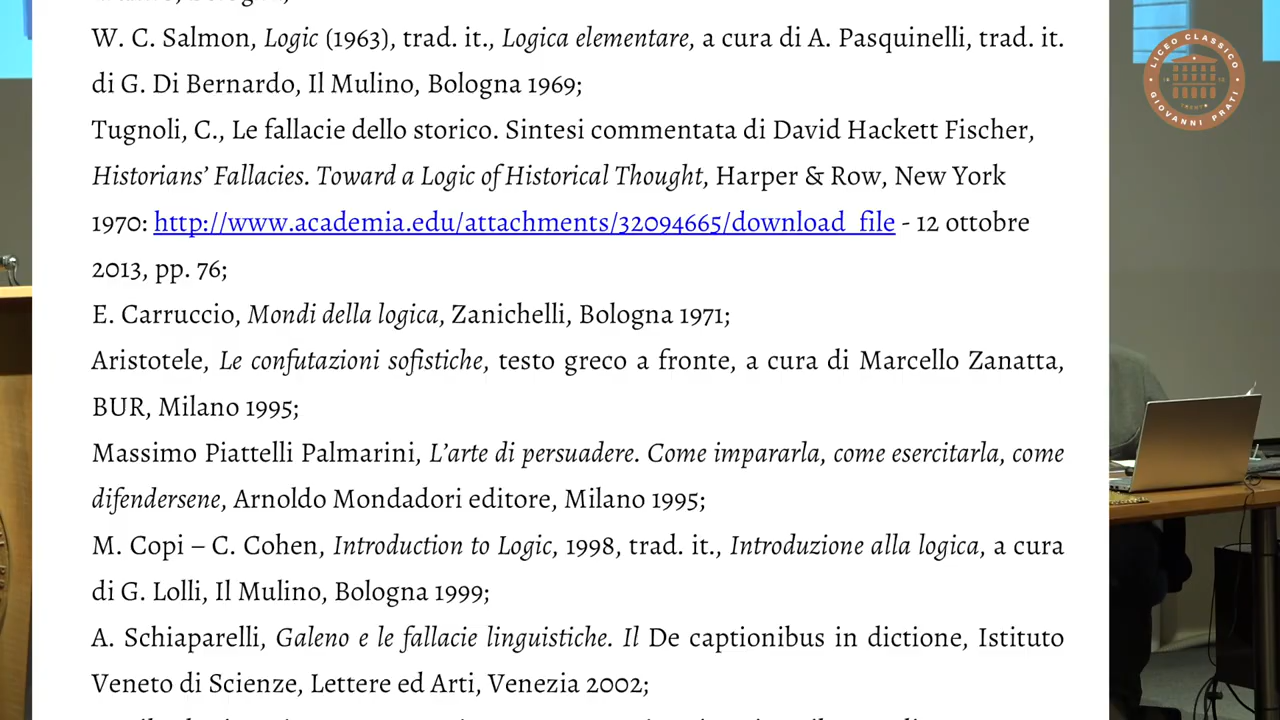 W. C. Salmon, Logic (1963), trad. it., Logica elementare, a cura di A. Pasquinelli, trad. it.
di G. Di Bernardo, Il Mulino, Bologna 1969;
Tugnoli, C., Le fallacie dello storico. Sintesi commentata di David Hackett Fischer,
Historians’ Fallacies. Toward a Logic of Historical Thought, Harper & Row, New York
1970: http://www.academia.edu/attachments/32094665/download_file - 12 ottobre
2013, pp. 76;
E. Carruccio, Mondi della logica, Zanichelli, Bologna 1971;
Aristotele, Le confutazioni sofistiche, testo greco a fronte, a cura di Marcello Zanatta,
BUR, Milano 1995;
Massimo Piattelli Palmarini, L’arte di persuadere. Come impararla, come esercitarla, come
difendersene, Arnoldo Mondadori editore, Milano 1995;
M. Copi – C. Cohen, Introduction to Logic, 1998, trad. it., Introduzione alla logica, a cura
di G. Lolli, Il Mulino, Bologna 1999;
A. Schiaparelli, Galeno e le fallacie linguistiche. Il De captionibus in dictione, Istituto
Veneto di Scienze, Lettere ed Arti, Venezia 2002;
LICEO CLASSICO
GIOVANNI PRATI
TRENTO